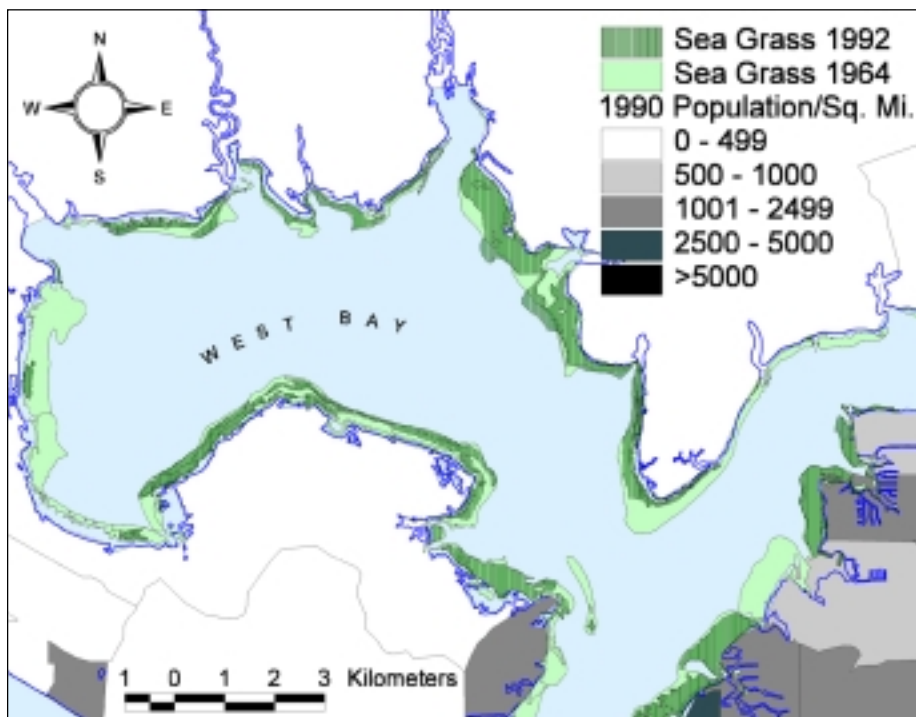 N
W E
S
Sea Grass 1992
Sea Grass 1964
1990 Population/Sq. Mi.
0 - 499
500 - 1000
1001 - 2499
2500 - 5000
>5000
WEST BAY
1 0 1 2 3 Kilometers